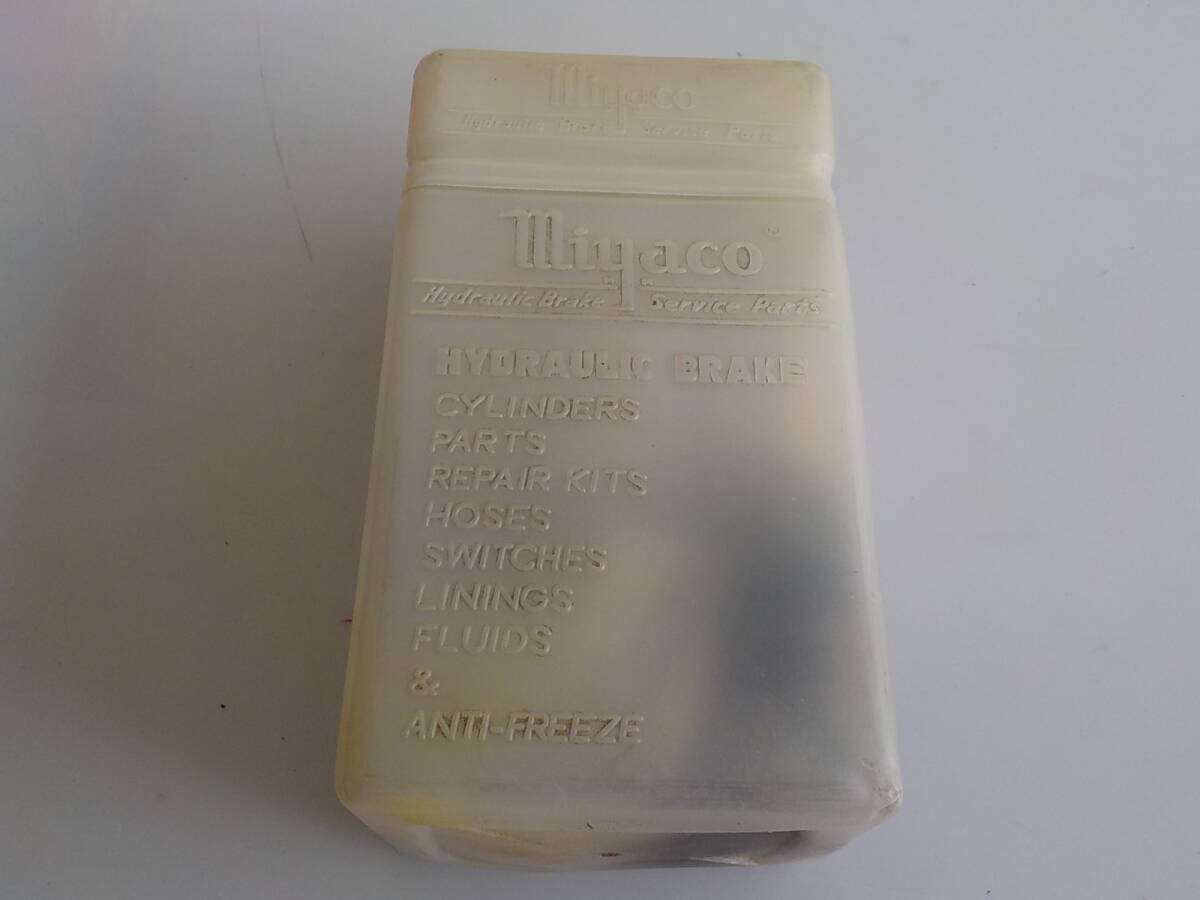 Miyaco
Hydraulic Brake Service Parts
Miyaco ®
Hydraulic Brake Service Parts
HYDRAULIC BRAKE
CYLINDERS
PARTS
REPAIR KITS
HOSES
SWITCHES
LININGS
FLUIDS
&
ANTI-FREEZE